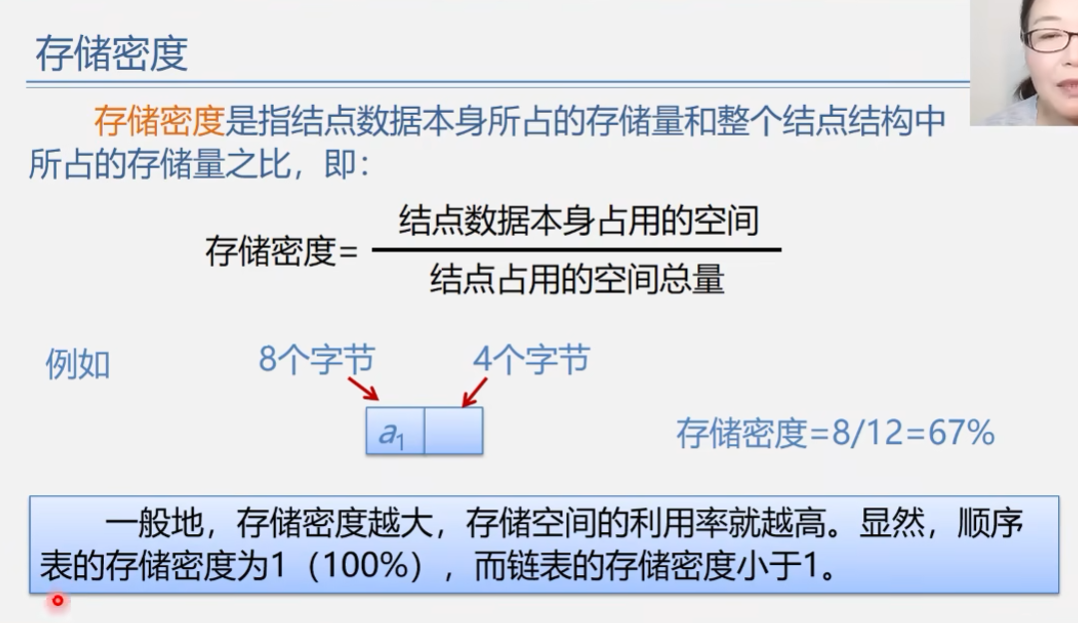 存储密度
存储密度是指结点数据本身所占的存储量和整个结点结构中
所占的存储量之比，即：
结点数据本身占用的空间
存储密度=
结点占用的空间总量
例如
8个字节
4个字节
a₁
存储密度=8/12=67%
一般地，存储密度越大，存储空间的利用率就越高。显然，顺序
表的存储密度为1（100%），而链表的存储密度小于1。